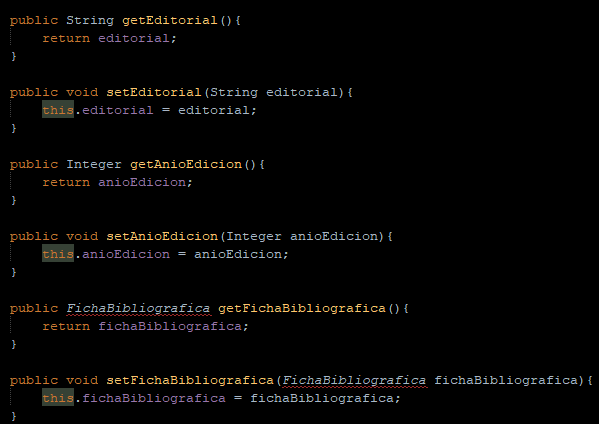 public String getEditorial(){
return editorial;
}
public void setEditorial(String editorial){
this.editorial = editorial;
}
public Integer getAnioEdicion(){
return anioEdicion;
}
public void setAnioEdicion(Integer anioEdicion){
this.anioEdicion = anioEdicion;
}
public FichaBibliografica getFichaBibliografica(){
return fichaBibliografica;
}
public void setFichaBibliografica(FichaBibliografica fichaBibliografica){
this.fichaBibliografica = fichaBibliografica;
}